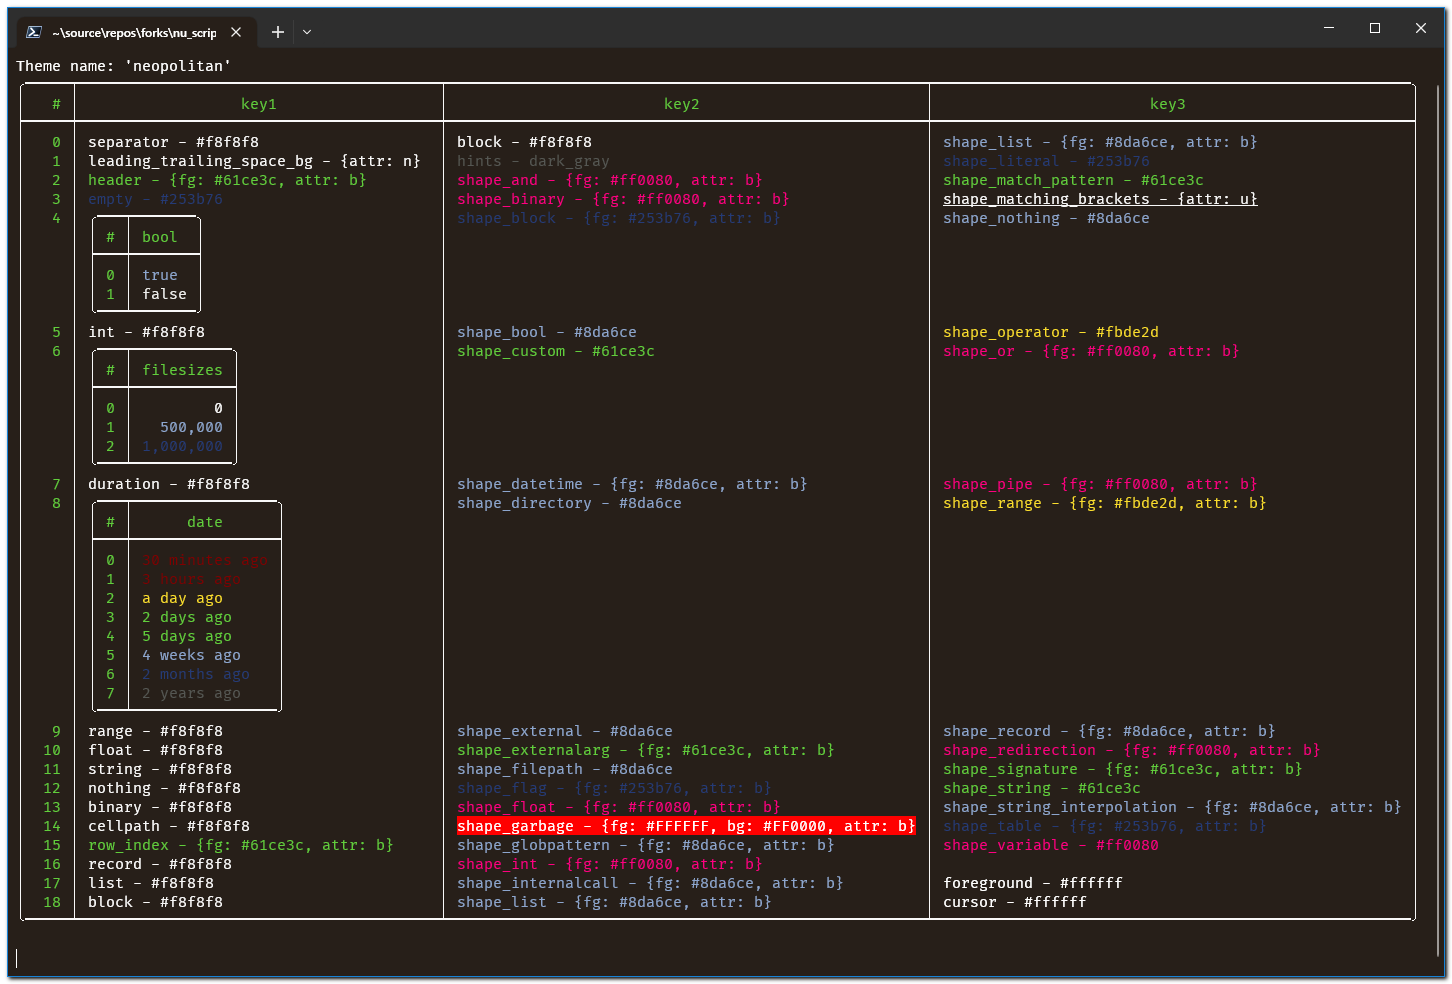 ~\source\repos\forks\nu_scrip
Theme name: 'neopolitan'
# key1 key2 key3
0 separator - #f8f8f8 block - #f8f8f8 shape_list - {fg: #8da6ce, attr: b}
1 leading_trailing_space_bg - {attr: n} hints - dark_gray shape_literal - #253b76
2 header - {fg: #61ce3c, attr: b} shape_and - {fg: #ff0080, attr: b} shape_match_pattern - #61ce3c
3 empty - #253b76 shape_binary - {fg: #ff0080, attr: b} shape_matching_brackets - {attr: u}
4 shape_block - {fg: #253b76, attr: b} shape_nothing - #8da6ce
# bool
0 true
1 false
5 int - #f8f8f8 shape_bool - #8da6ce shape_operator - #fbde2d
6 shape_custom - #61ce3c shape_or - {fg: #ff0080, attr: b}
# filesizes
0 0
1 500,000
2 1,000,000
7 duration - #f8f8f8 shape_datetime - {fg: #8da6ce, attr: b} shape_pipe - {fg: #ff0080, attr: b}
8 shape_directory - #8da6ce shape_range - {fg: #fbde2d, attr: b}
# date
0 30 minutes ago
1 3 hours ago
2 a day ago
3 2 days ago
4 5 days ago
5 4 weeks ago
6 2 months ago
7 2 years ago
9 range - #f8f8f8 shape_external - #8da6ce shape_record - {fg: #8da6ce, attr: b}
10 float - #f8f8f8 shape_externalarg - {fg: #61ce3c, attr: b} shape_redirection - {fg: #ff0080, attr: b}
11 string - #f8f8f8 shape_filepath - #8da6ce shape_signature - {fg: #61ce3c, attr: b}
12 nothing - #f8f8f8 shape_flag - {fg: #253b76, attr: b} shape_string - #61ce3c
13 binary - #f8f8f8 shape_float - {fg: #ff0080, attr: b} shape_string_interpolation - {fg: #8da6ce, attr: b}
14 cellpath - #f8f8f8 shape_garbage - {fg: #FFFFFF, bg: #FF0000, attr: b} shape_table - {fg: #253b76, attr: b}
15 row_index - {fg: #61ce3c, attr: b} shape_globpattern - {fg: #8da6ce, attr: b} shape_variable - #ff0080
16 record - #f8f8f8 shape_int - {fg: #ff0080, attr: b}
17 list - #f8f8f8 shape_internalcall - {fg: #8da6ce, attr: b} foreground - #ffffff
18 block - #f8f8f8 shape_list - {fg: #8da6ce, attr: b} cursor - #ffffff